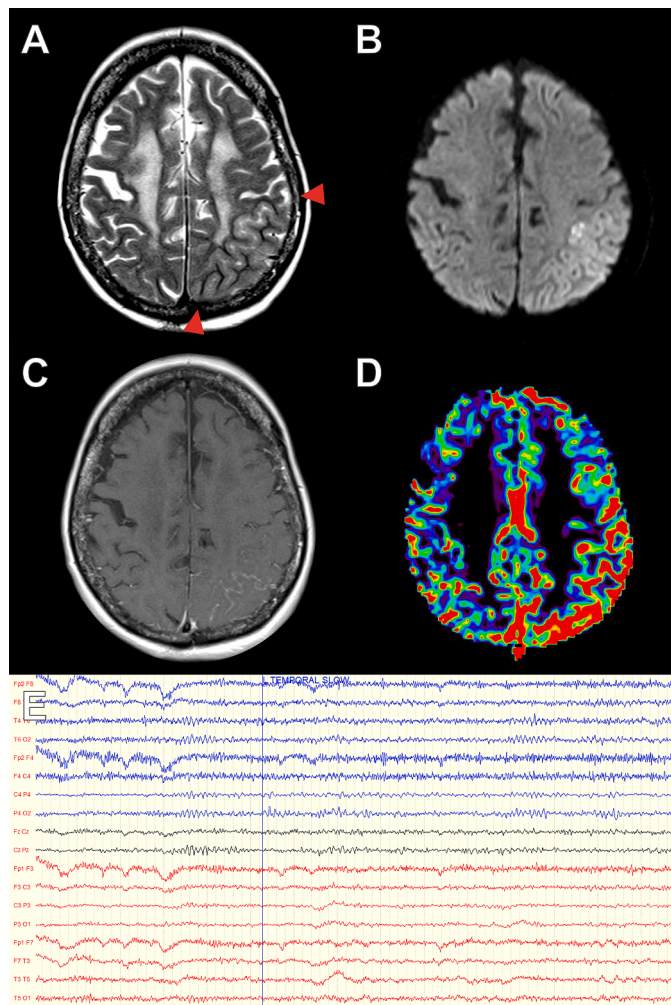 A
B
C
D
E
TEMPORAL SLOW
Fp2 F8
F8
T4
T6 O2
Fp2 F4
F4 C4
C4 P4
P4 O2
Fz Cz
Cz Pz
Fp1 F3
F3 C3
C3 P3
P3 O1
Fp1 F7
F7 T3
T3 T5
T5 O1